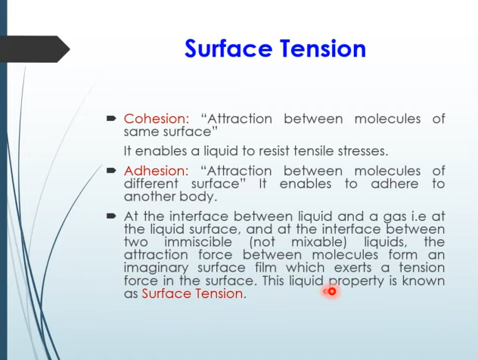 Surface Tension
Cohesion: “Attraction between molecules of
same surface”
It enables a liquid to resist tensile stresses.
Adhesion: “Attraction between molecules of
different surface” It enables to adhere to
another body.
At the interface between liquid and a gas i.e at
the liquid surface, and at the interface between
two immiscible (not mixable) liquids, the
attraction force between molecules form an
imaginary surface film which exerts a tension
force in the surface. This liquid property is known
as Surface Tension.